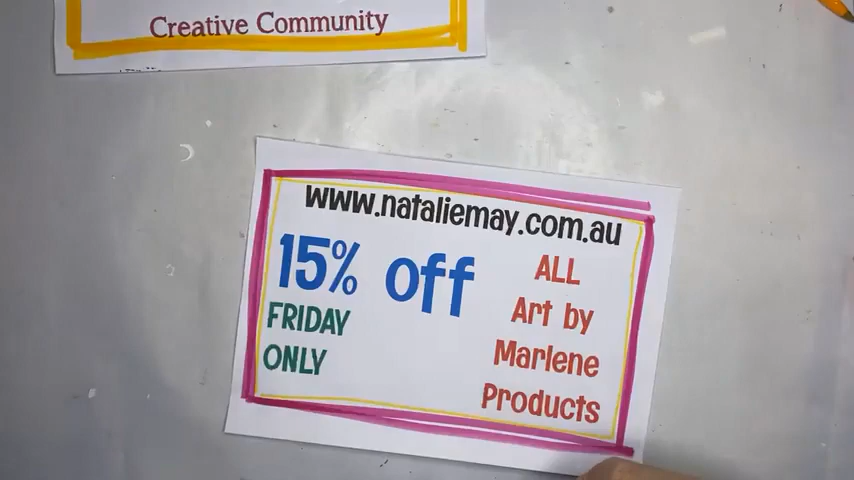 Creative Community
www.nataliemay.com.au
15% off
FRIDAY
ONLY
ALL
Art by
Marlene
Products